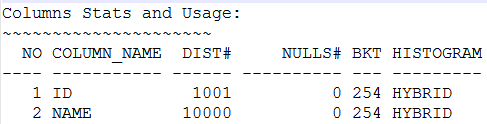 Columns Stats and Usage:
~~~~~~~~~~~~~~~~~~~~~
  NO COLUMN_NAME  DIST#     NULLS# BKT HISTOGRAM
---- ----------- ------ ---------- --- ---------
   1 ID            1001          0 254 HYBRID
   2 NAME         10000          0 254 HYBRID